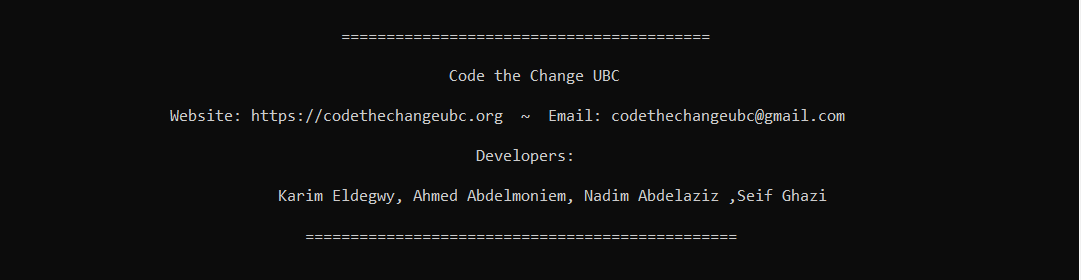 =========================================
Code the Change UBC
Website: https://codethechangeubc.org ~ Email: codethechangeubc@gmail.com
Developers:
Karim Eldegwy, Ahmed Abdelmoniem, Nadim Abdelaziz ,Seif Ghazi
================================================